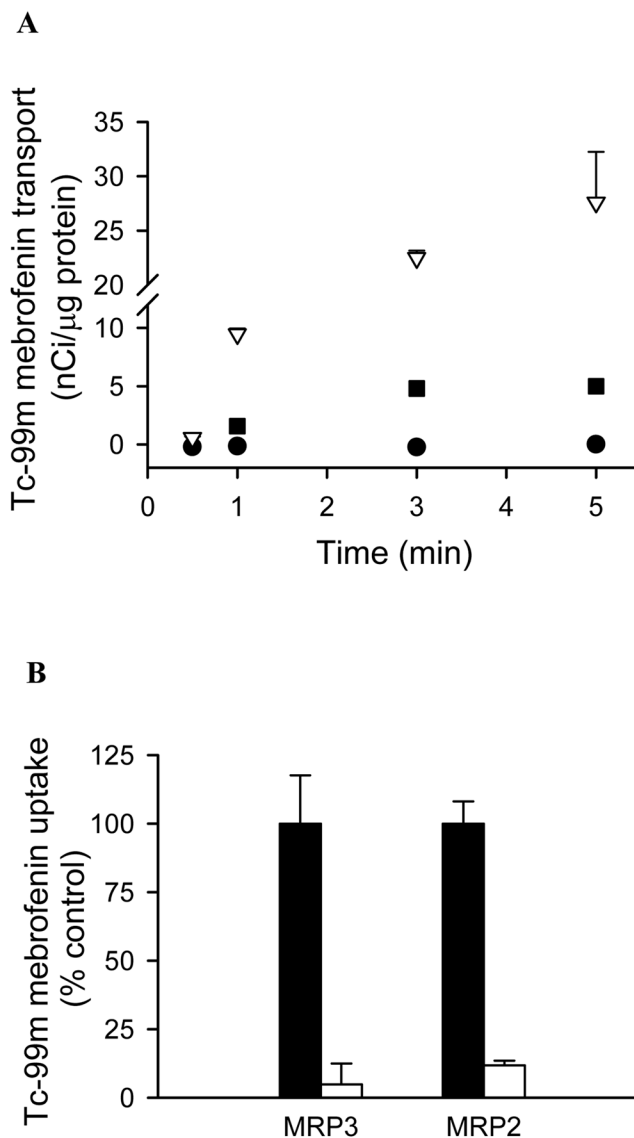 A
Tc-99m mebrofenin transport
(nCi/μg protein)
35
30
25
20
10
5
0
0 1 2 3 4 5
Time (min)
B
Tc-99m mebrofenin uptake
(% control)
125
100
75
50
25
0
MRP3 MRP2